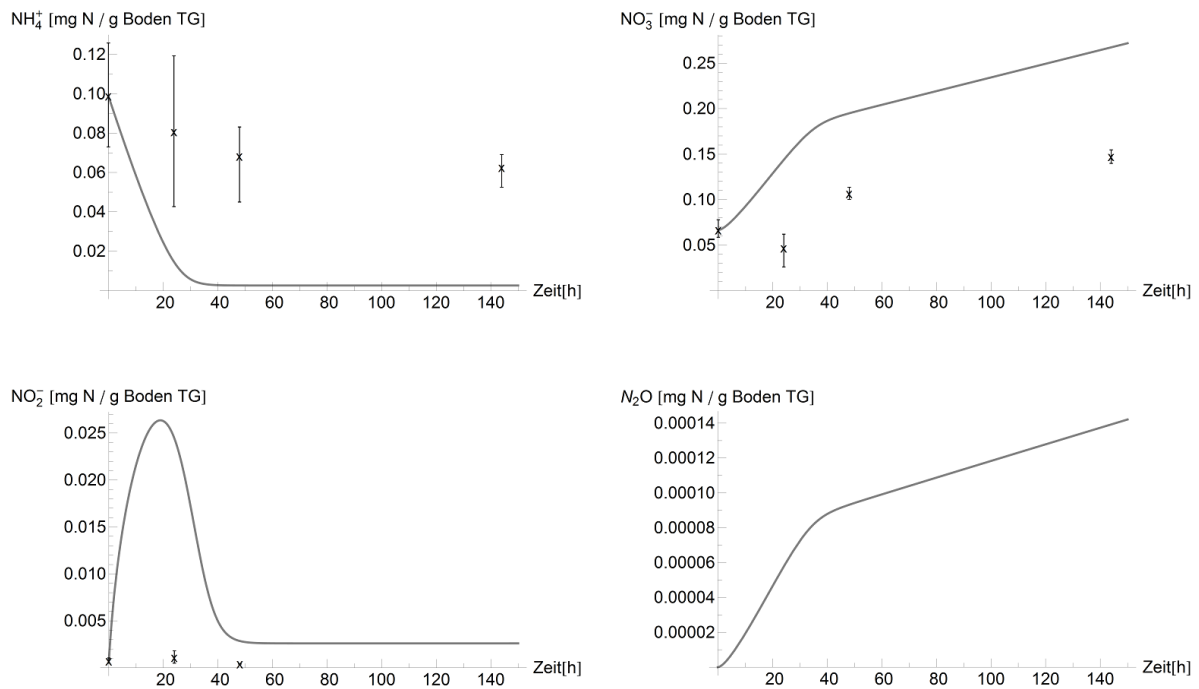 NH₄⁺ [mg N / g Boden TG]
0.12
0.10
0.08
0.06
0.04
0.02
20 40 60 80 100 120 140
Zeit[h]
NO₃⁻ [mg N / g Boden TG]
0.25
0.20
0.15
0.10
0.05
20 40 60 80 100 120 140
Zeit[h]
NO₂⁻ [mg N / g Boden TG]
0.025
0.020
0.015
0.010
0.005
20 40 60 80 100 120 140
Zeit[h]
N₂O [mg N / g Boden TG]
0.00014
0.00012
0.00010
0.00008
0.00006
0.00004
0.00002
20 40 60 80 100 120 140
Zeit[h]